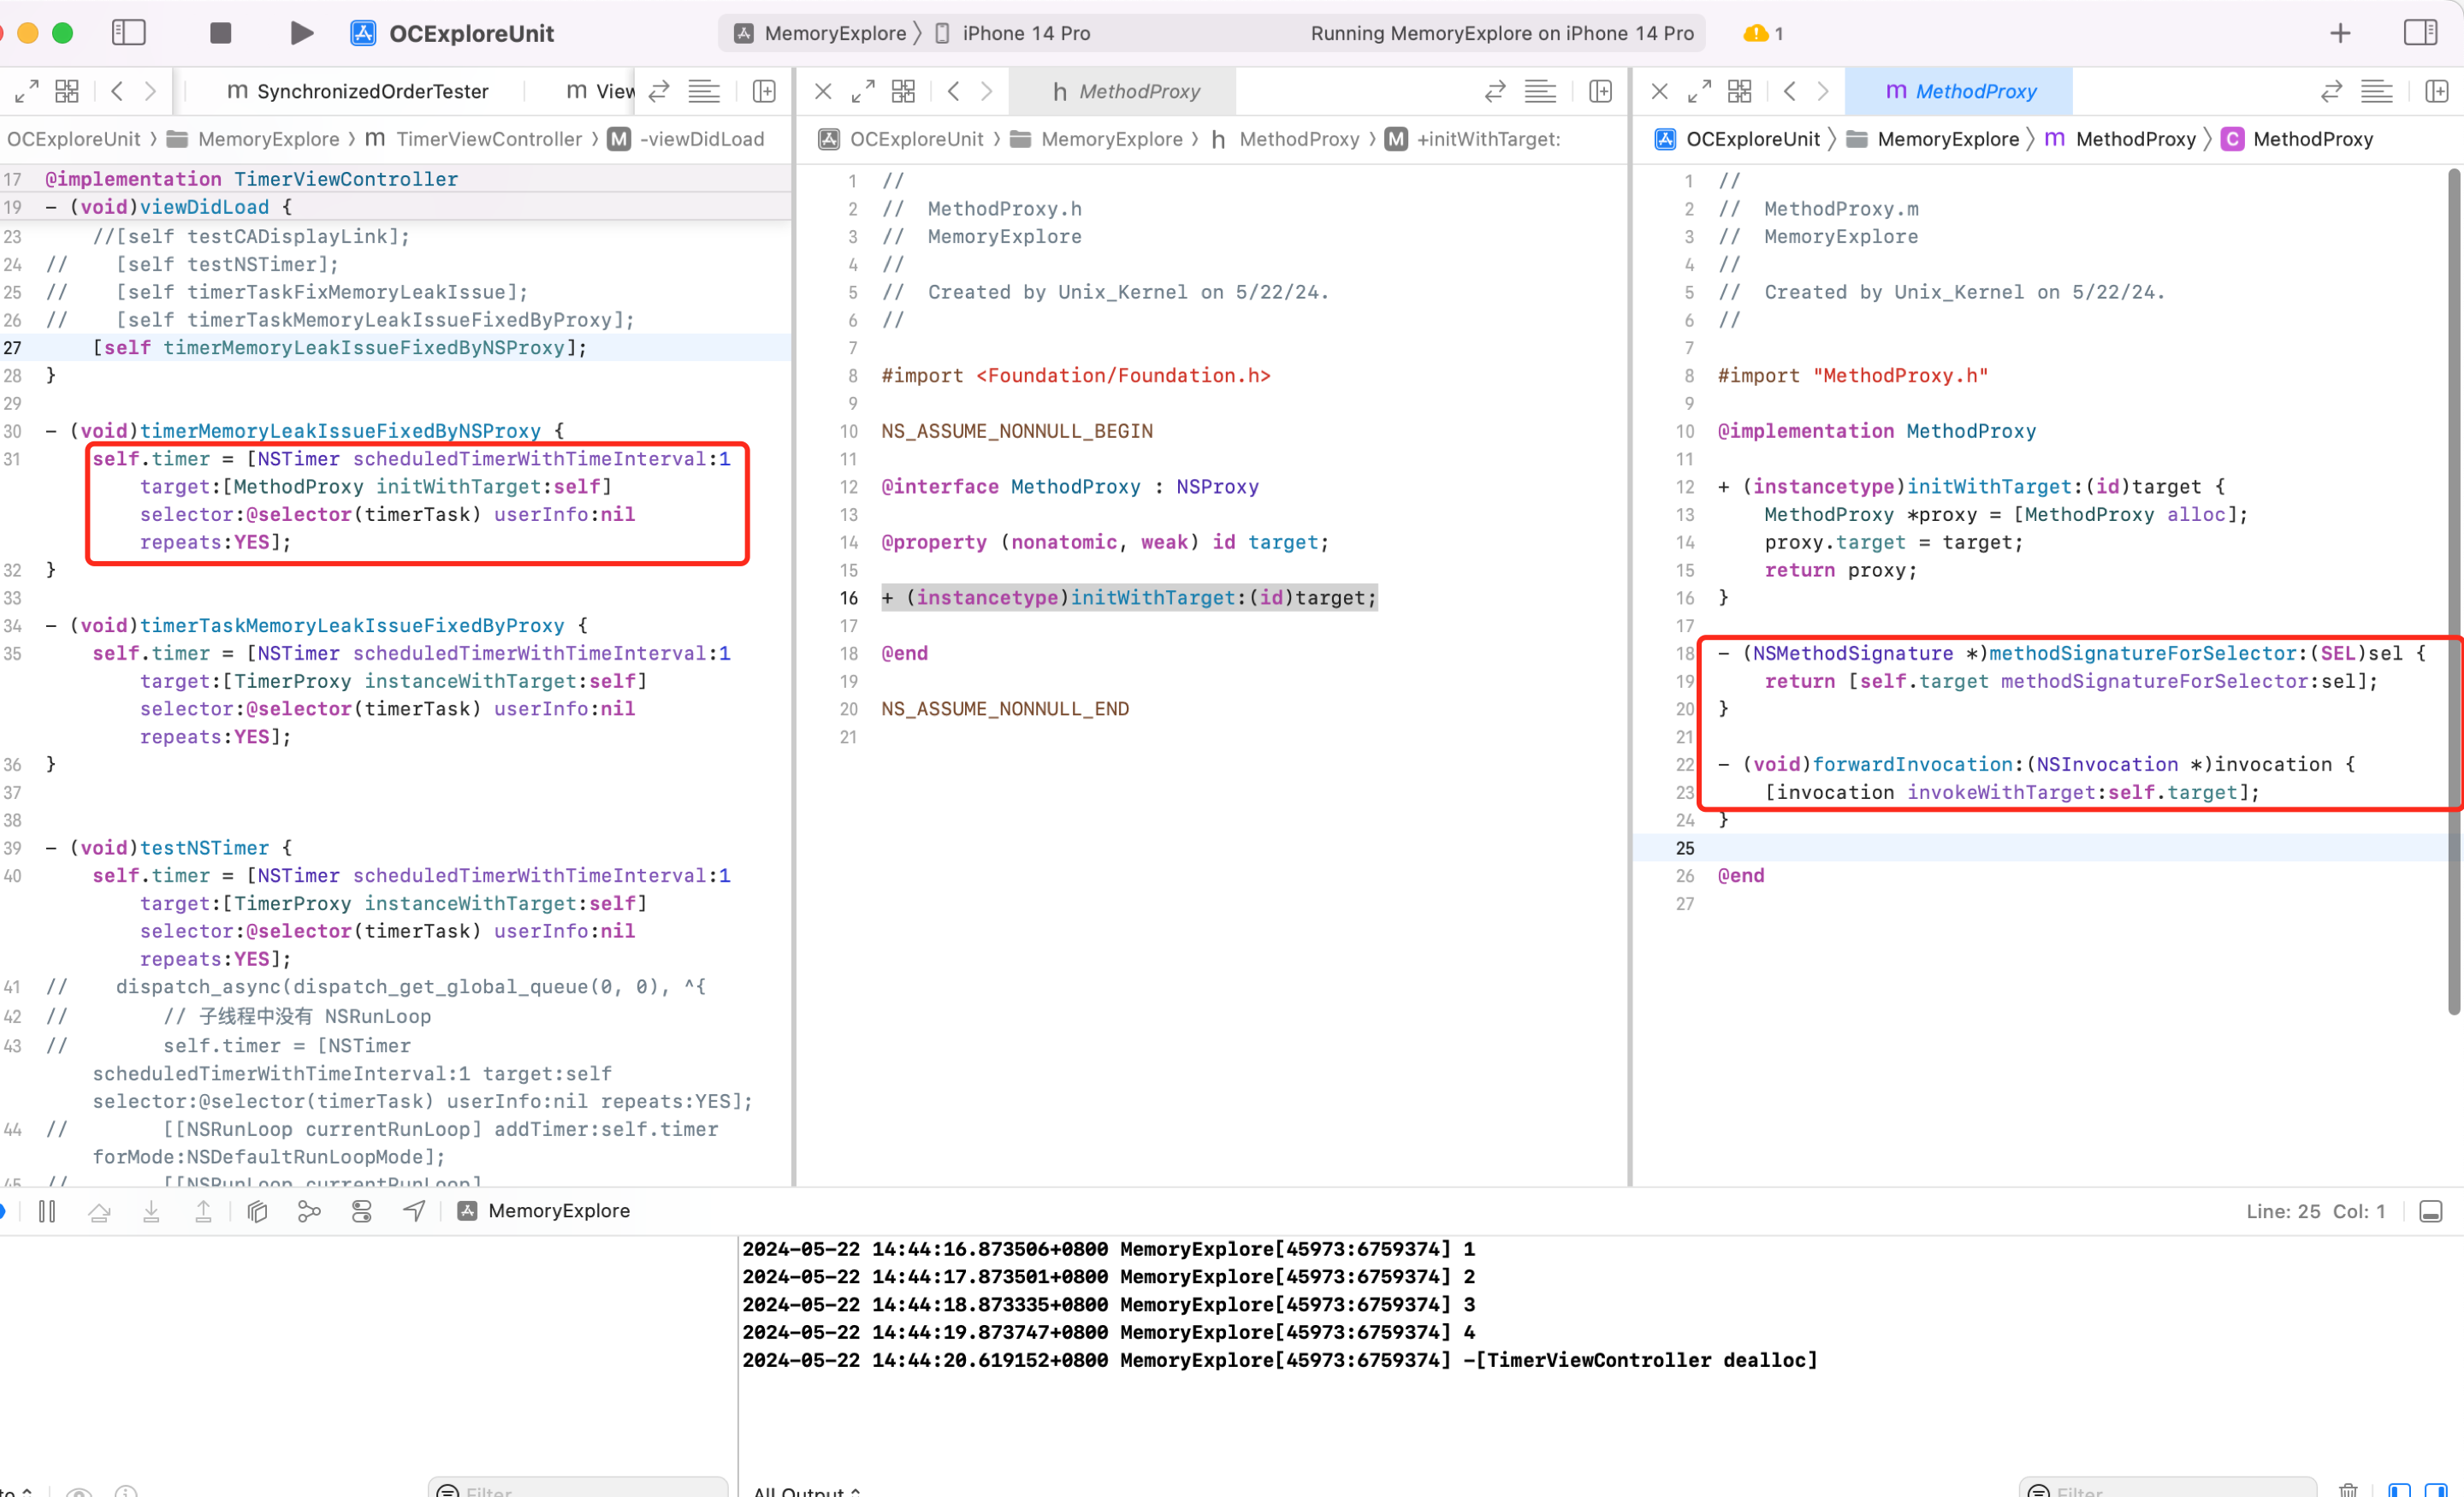 OCExploreUnit
MemoryExplore 〉 iPhone 14 Pro
Running MemoryExplore on iPhone 14 Pro
1
m SynchronizedOrderTester
m View
OCExploreUnit 〉 MemoryExplore 〉 m TimerViewController 〉 M -viewDidLoad
17 @implementation TimerViewController
19 - (void)viewDidLoad {
23 //[self testCADisplayLink];
24 // [self testNSTimer];
25 // [self timerTaskFixMemoryLeakIssue];
26 // [self timerTaskMemoryLeakIssueFixedByProxy];
27 [self timerMemoryLeakIssueFixedByNSProxy];
28 }
29
30 - (void)timerMemoryLeakIssueFixedByNSProxy {
31 self.timer = [NSTimer scheduledTimerWithTimeInterval:1
target:[MethodProxy initWithTarget:self]
selector:@selector(timerTask) userInfo:nil
repeats:YES];
32 }
33
34 - (void)timerTaskMemoryLeakIssueFixedByProxy {
35 self.timer = [NSTimer scheduledTimerWithTimeInterval:1
target:[TimerProxy instanceWithTarget:self]
selector:@selector(timerTask) userInfo:nil
repeats:YES];
36 }
37
38
39 - (void)testNSTimer {
40 self.timer = [NSTimer scheduledTimerWithTimeInterval:1
target:[TimerProxy instanceWithTarget:self]
selector:@selector(timerTask) userInfo:nil
repeats:YES];
41 // dispatch_async(dispatch_get_global_queue(0, 0), ^{
42 // // 子线程中没有 NSRunLoop
43 // self.timer = [NSTimer
scheduledTimerWithTimeInterval:1 target:self
selector:@selector(timerTask) userInfo:nil repeats:YES];
44 // [[NSRunLoop currentRunLoop] addTimer:self.timer
forMode:NSDefaultRunLoopMode];
45 // [[NSRunLoop currentRunLoop]
h MethodProxy
OCExploreUnit 〉 MemoryExplore 〉 h MethodProxy 〉 M +initWithTarget:
1 //
2 // MethodProxy.h
3 // MemoryExplore
4 //
5 // Created by Unix_Kernel on 5/22/24.
6 //
7
8 #import <Foundation/Foundation.h>
9
10 NS_ASSUME_NONNULL_BEGIN
11
12 @interface MethodProxy : NSProxy
13
14 @property (nonatomic, weak) id target;
15
16 + (instancetype)initWithTarget:(id)target;
17
18 @end
19
20 NS_ASSUME_NONNULL_END
21
m MethodProxy
OCExploreUnit 〉 MemoryExplore 〉 m MethodProxy 〉 C MethodProxy
1 //
2 // MethodProxy.m
3 // MemoryExplore
4 //
5 // Created by Unix_Kernel on 5/22/24.
6 //
7
8 #import "MethodProxy.h"
9
10 @implementation MethodProxy
11
12 + (instancetype)initWithTarget:(id)target {
13 MethodProxy *proxy = [MethodProxy alloc];
14 proxy.target = target;
15 return proxy;
16 }
17
18 - (NSMethodSignature *)methodSignatureForSelector:(SEL)sel {
19 return [self.target methodSignatureForSelector:sel];
20 }
21
22 - (void)forwardInvocation:(NSInvocation *)invocation {
23 [invocation invokeWithTarget:self.target];
24 }
25
26 @end
27
MemoryExplore
Line: 25 Col: 1
2024-05-22 14:44:16.873506+0800 MemoryExplore[45973:6759374] 1
2024-05-22 14:44:17.873501+0800 MemoryExplore[45973:6759374] 2
2024-05-22 14:44:18.873335+0800 MemoryExplore[45973:6759374] 3
2024-05-22 14:44:19.873747+0800 MemoryExplore[45973:6759374] 4
2024-05-22 14:44:20.619152+0800 MemoryExplore[45973:6759374] -[TimerViewController dealloc]
Filter
All Output
Filter